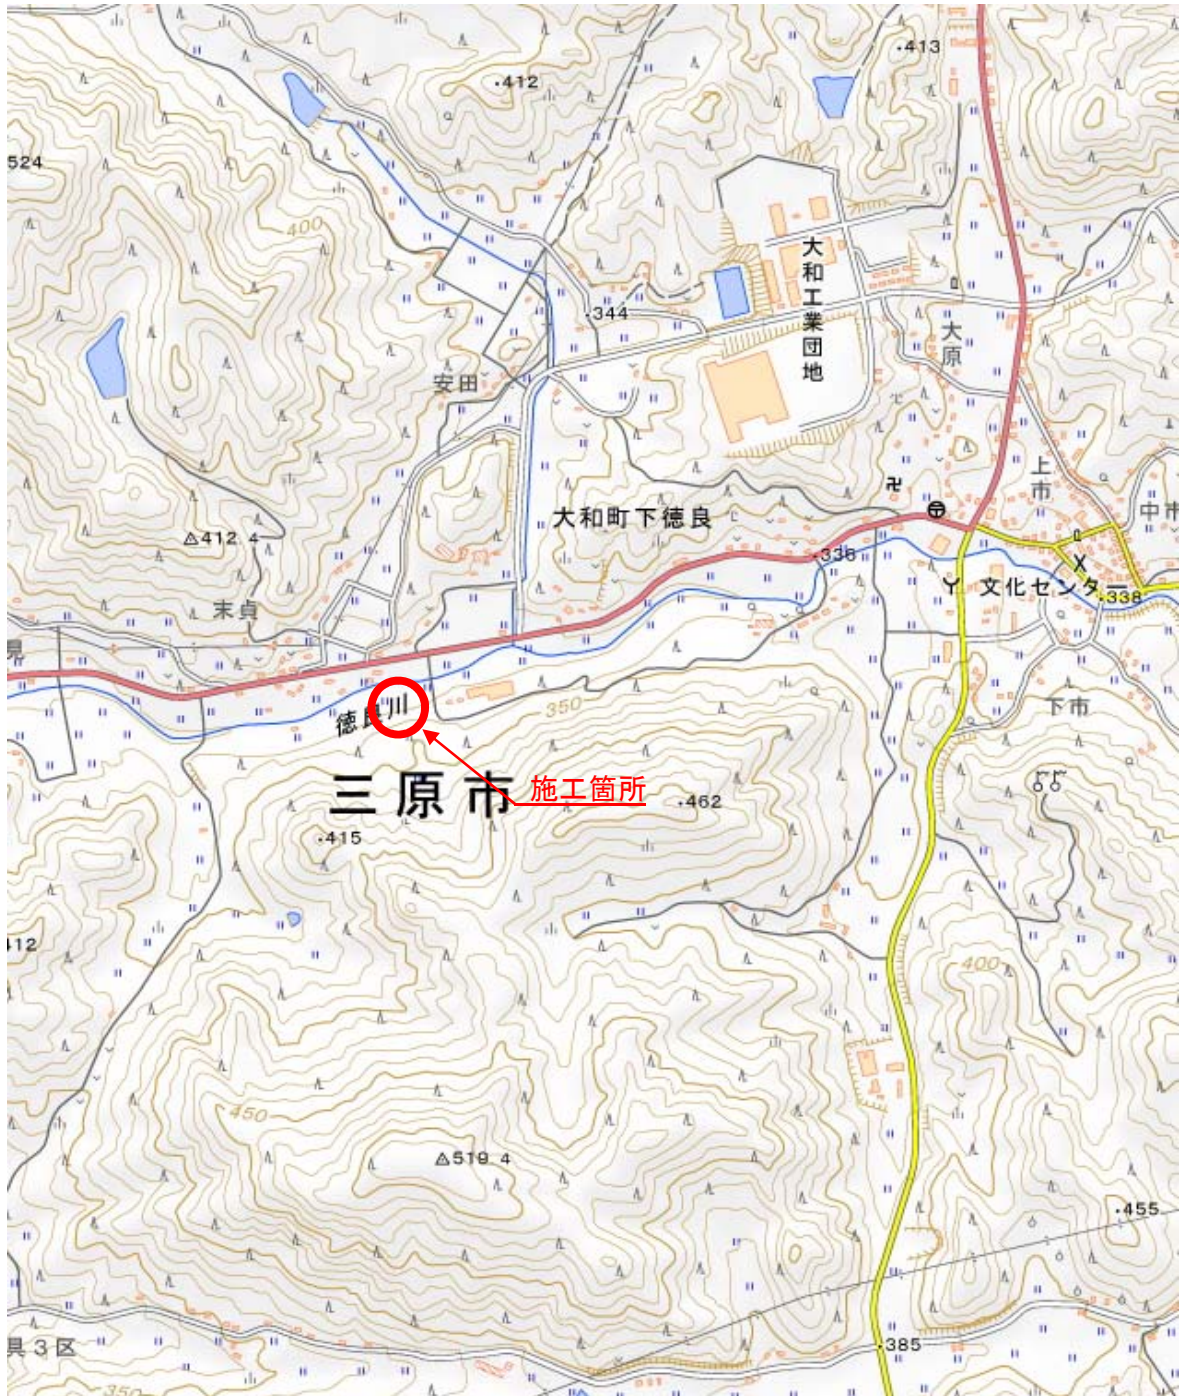 ・413
・412
524
400
大和工業団地
・344
大原
安田
上市
中市
大和町下徳良
△412.4
・336
文化センター
・338
末貞
見
350
徳良川
下市
施工箇所
三原市
・462
・415
412
400
450
△519.4
・455
・385
具3区
350